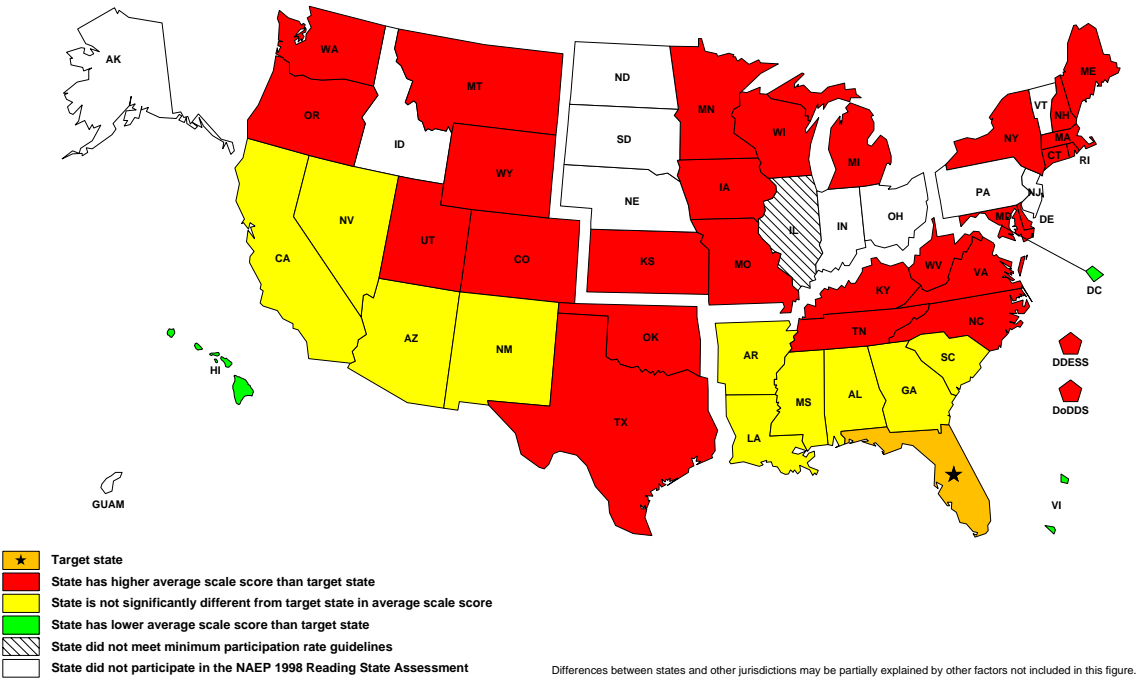 AK
WA
MT
ND
MN
ME
VT
NH
OR
ID
SD
WI
NY
MA
CT
RI
MI
WY
IA
PA
NJ
NE
NV
UT
CO
IL
IN
OH
MD
DE
CA
KS
MO
WV
VA
KY
DC
AZ
NM
OK
AR
TN
NC
SC
HI
MS
AL
GA
DDESS
DoDDS
TX
LA
GUAM
VI
Target state
State has higher average scale score than target state
State is not significantly different from target state in average scale score
State has lower average scale score than target state
State did not meet minimum participation rate guidelines
State did not participate in the NAEP 1998 Reading State Assessment
Differences between states and other jurisdictions may be partially explained by other factors not included in this figure.